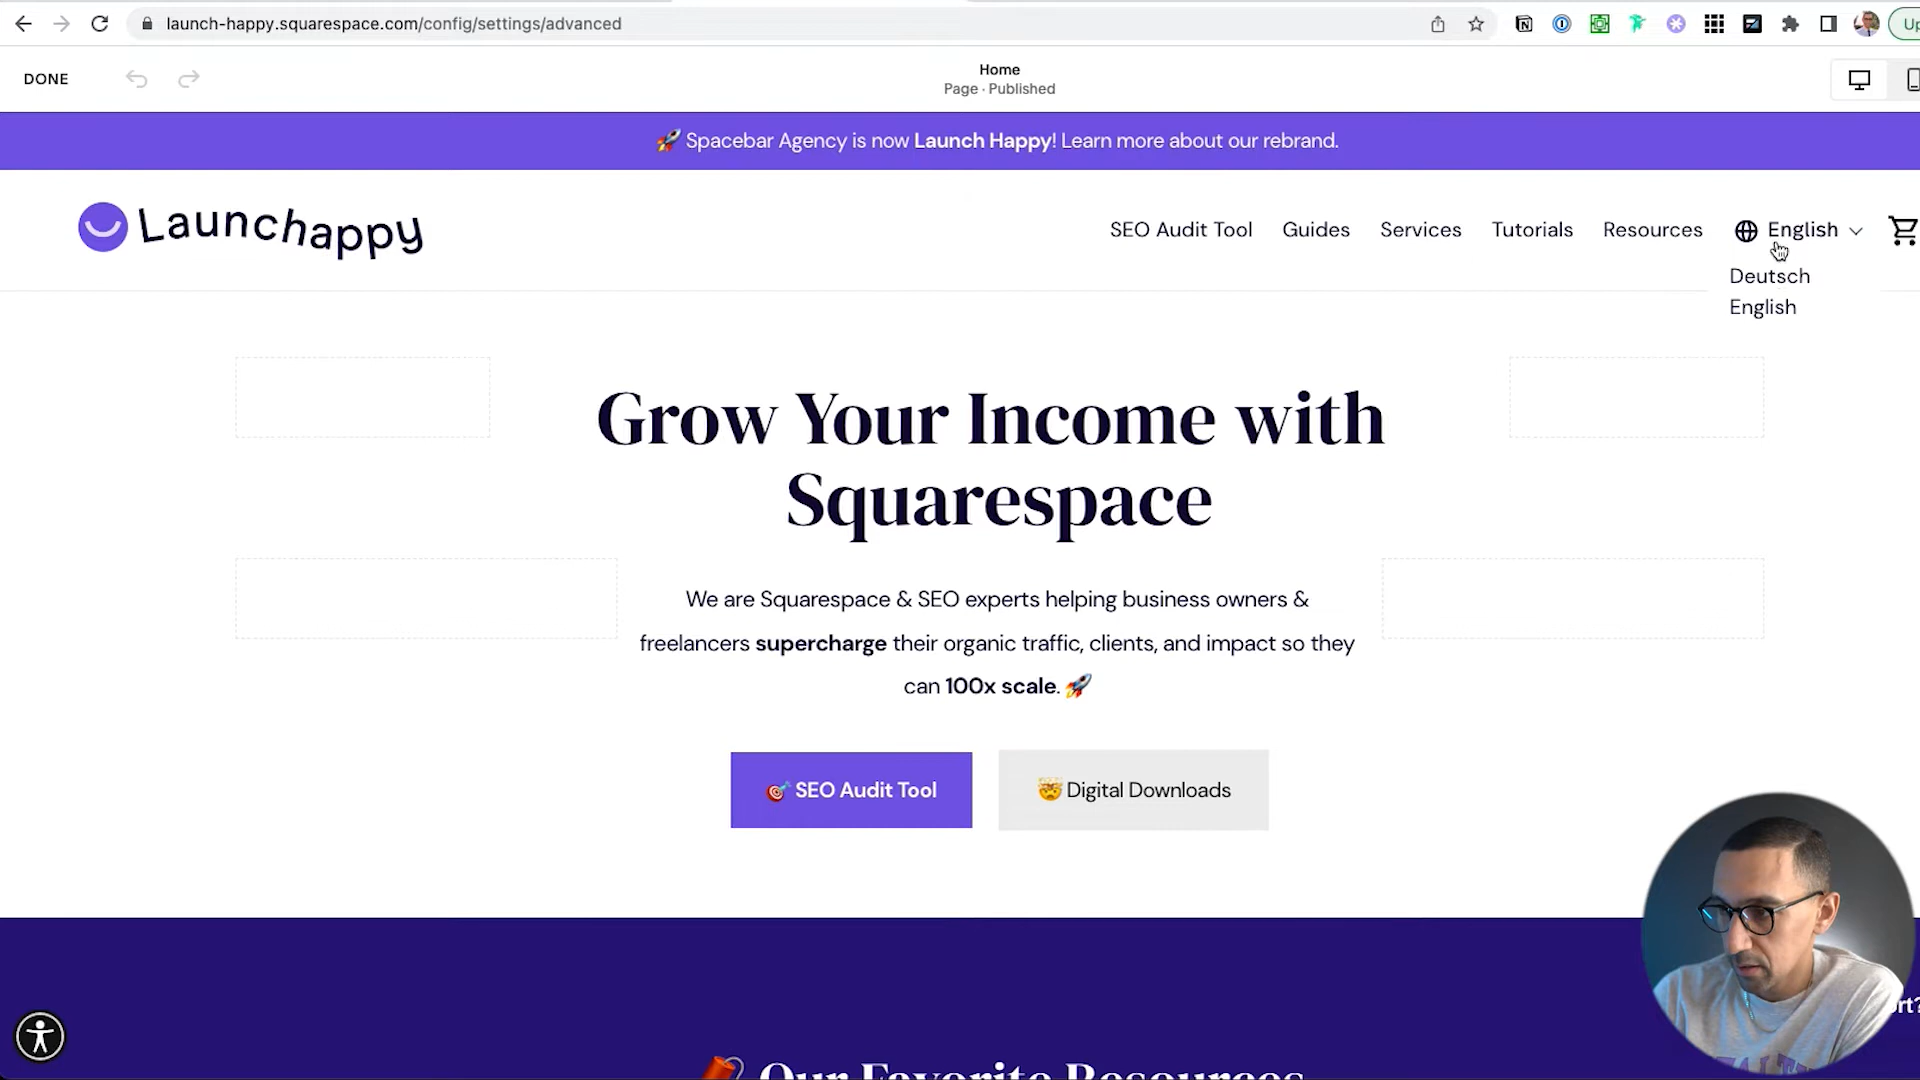 launch-happy.squarespace.com/config/settings/advanced
DONE
Home
Page · Published
🚀 Spacebar Agency is now Launch Happy! Learn more about our rebrand.
Launchappy
SEO Audit Tool
Guides
Services
Tutorials
Resources
English
Deutsch
English
Grow Your Income with
Squarespace
We are Squarespace & SEO experts helping business owners &
freelancers supercharge their organic traffic, clients, and impact so they
can 100x scale. 🚀
🎯 SEO Audit Tool
🤯 Digital Downloads
🧨 Our Favorite Resources